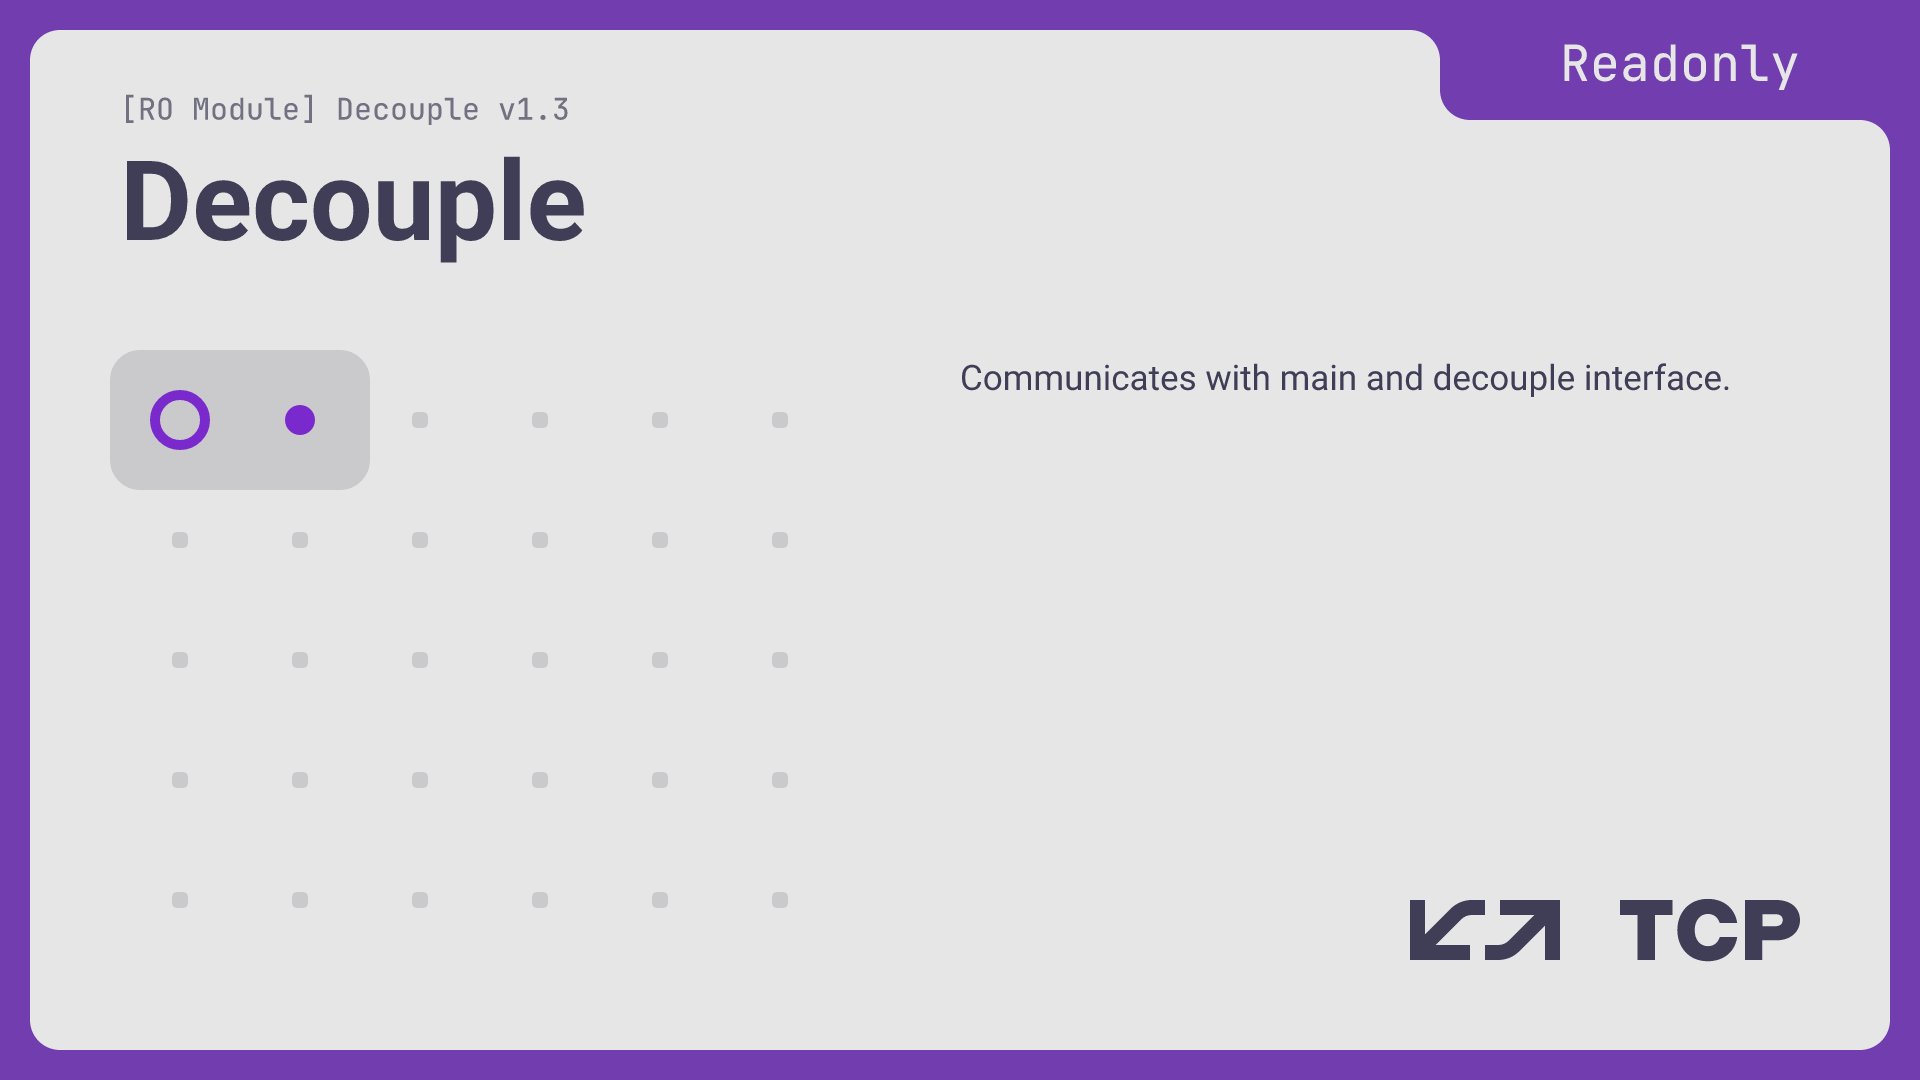 Readonly
[RO Module] Decouple v1.3
Decouple
Communicates with main and decouple interface.
TCP